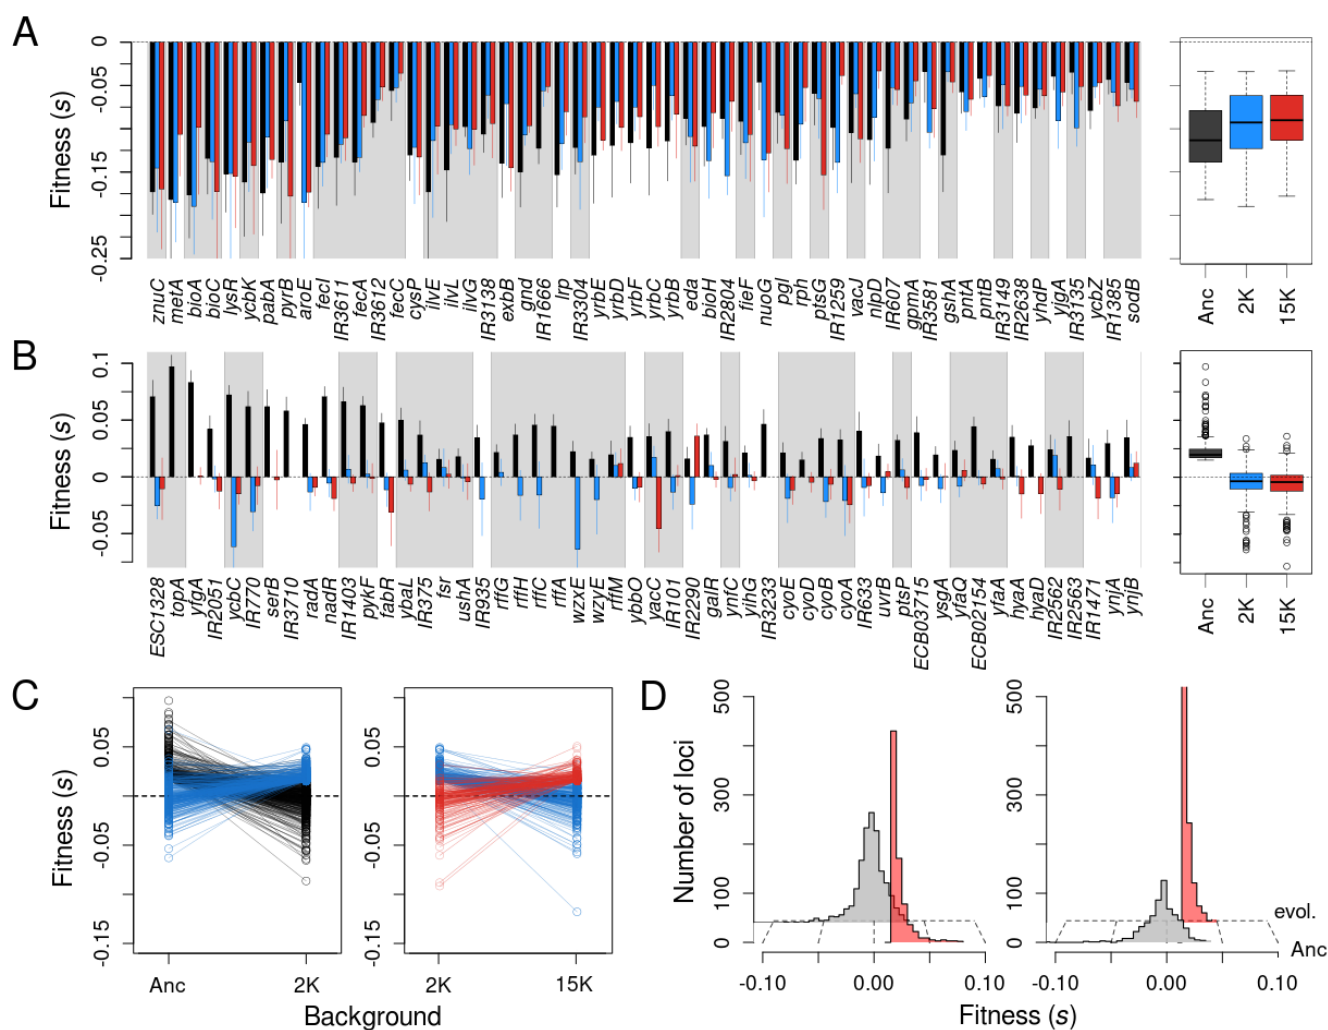 A
Fitness (s)
0
-0.05
-0.15
-0.25
znuC
metA
bioA
bioC
lysR
ycbK
pabA
pyrB
aroE
fecI
IR3611
fecA
IR3612
fecC
cysP
ilvE
ilvL
ilvG
IR3138
exbB
gnd
IR1666
lrp
IR3304
yrbE
yrbD
yrbF
yrbC
yrbB
eda
bioH
IR2804
fieF
nuoG
pgl
rph
ptsG
IR1259
vacJ
nlpD
IR607
gpmA
IR3581
gshA
pntA
pntB
IR3149
IR2638
yhdP
yjgA
IR3135
ycbZ
IR1385
sodB
Anc
2K
15K
B
Fitness (s)
0.1
0.05
0
-0.05
ESC1328
topA
yfgA
IR2051
ycbC
IR770
serB
IR3710
radA
nadR
IR1403
pykF
fabR
ybaL
IR375
fsr
ushA
IR935
rffG
rffH
rffC
rffA
wzxE
wzyE
rffM
ybbO
yacC
IR101
IR2290
galR
ynfC
yihG
IR3233
cyoE
cyoD
cyoB
cyoA
IR633
uvrB
ptsP
ECB03715
ysgA
yfaQ
ECB02154
yfaA
hyaA
hyaD
IR2562
IR2563
IR1471
ynjA
ynjB
Anc
2K
15K
C
Fitness (s)
0.05
-0.05
-0.15
Anc
2K
2K
15K
Background
D
Number of loci
500
300
100
0
-0.10
0.00
0.10
500
300
100
0
-0.10
0.00
0.10
evol.
Anc
Fitness (s)